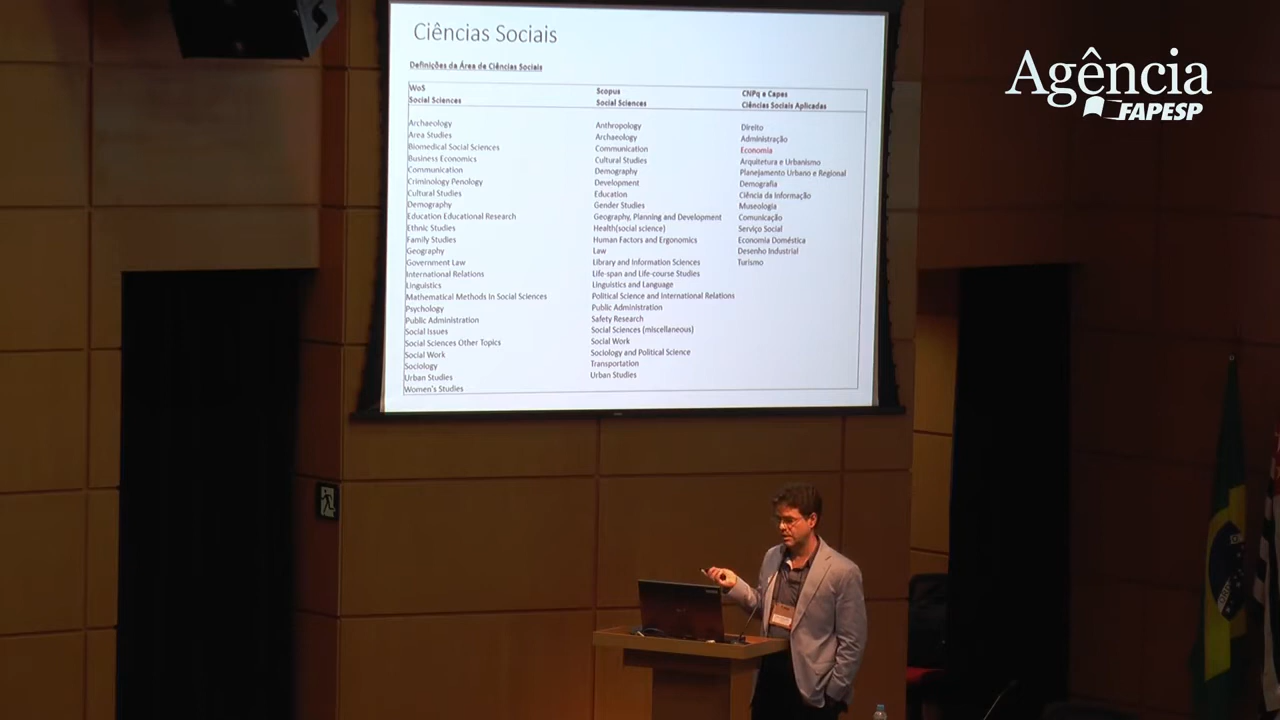 Ciências Sociais
Definições da Área de Ciências Sociais
WoS
Social Sciences
Archaeology
Area Studies
Biomedical Social Sciences
Business Economics
Communication
Criminology Penology
Cultural Studies
Demography
Education Educational Research
Ethnic Studies
Family Studies
Geography
Government Law
International Relations
Linguistics
Mathematical Methods In Social Sciences
Psychology
Public Administration
Social Issues
Social Sciences Other Topics
Social Work
Sociology
Urban Studies
Women's Studies
Scopus
Social Sciences
Anthropology
Archaeology
Communication
Cultural Studies
Demography
Development
Education
Gender Studies
Geography, Planning and Development
Health(social science)
Human Factors and Ergonomics
Law
Library and Information Sciences
Life-span and Life-course Studies
Linguistics and Language
Political Science and International Relations
Public Administration
Safety Research
Social Sciences (miscellaneous)
Social Work
Sociology and Political Science
Transportation
Urban Studies
CNPq e Capes
Ciências Sociais Aplicadas
Direito
Administração
Economia
Arquitetura e Urbanismo
Planejamento Urbano e Regional
Demografia
Ciência da Informação
Museologia
Comunicação
Serviço Social
Economia Doméstica
Desenho Industrial
Turismo
Agência
FAPESP